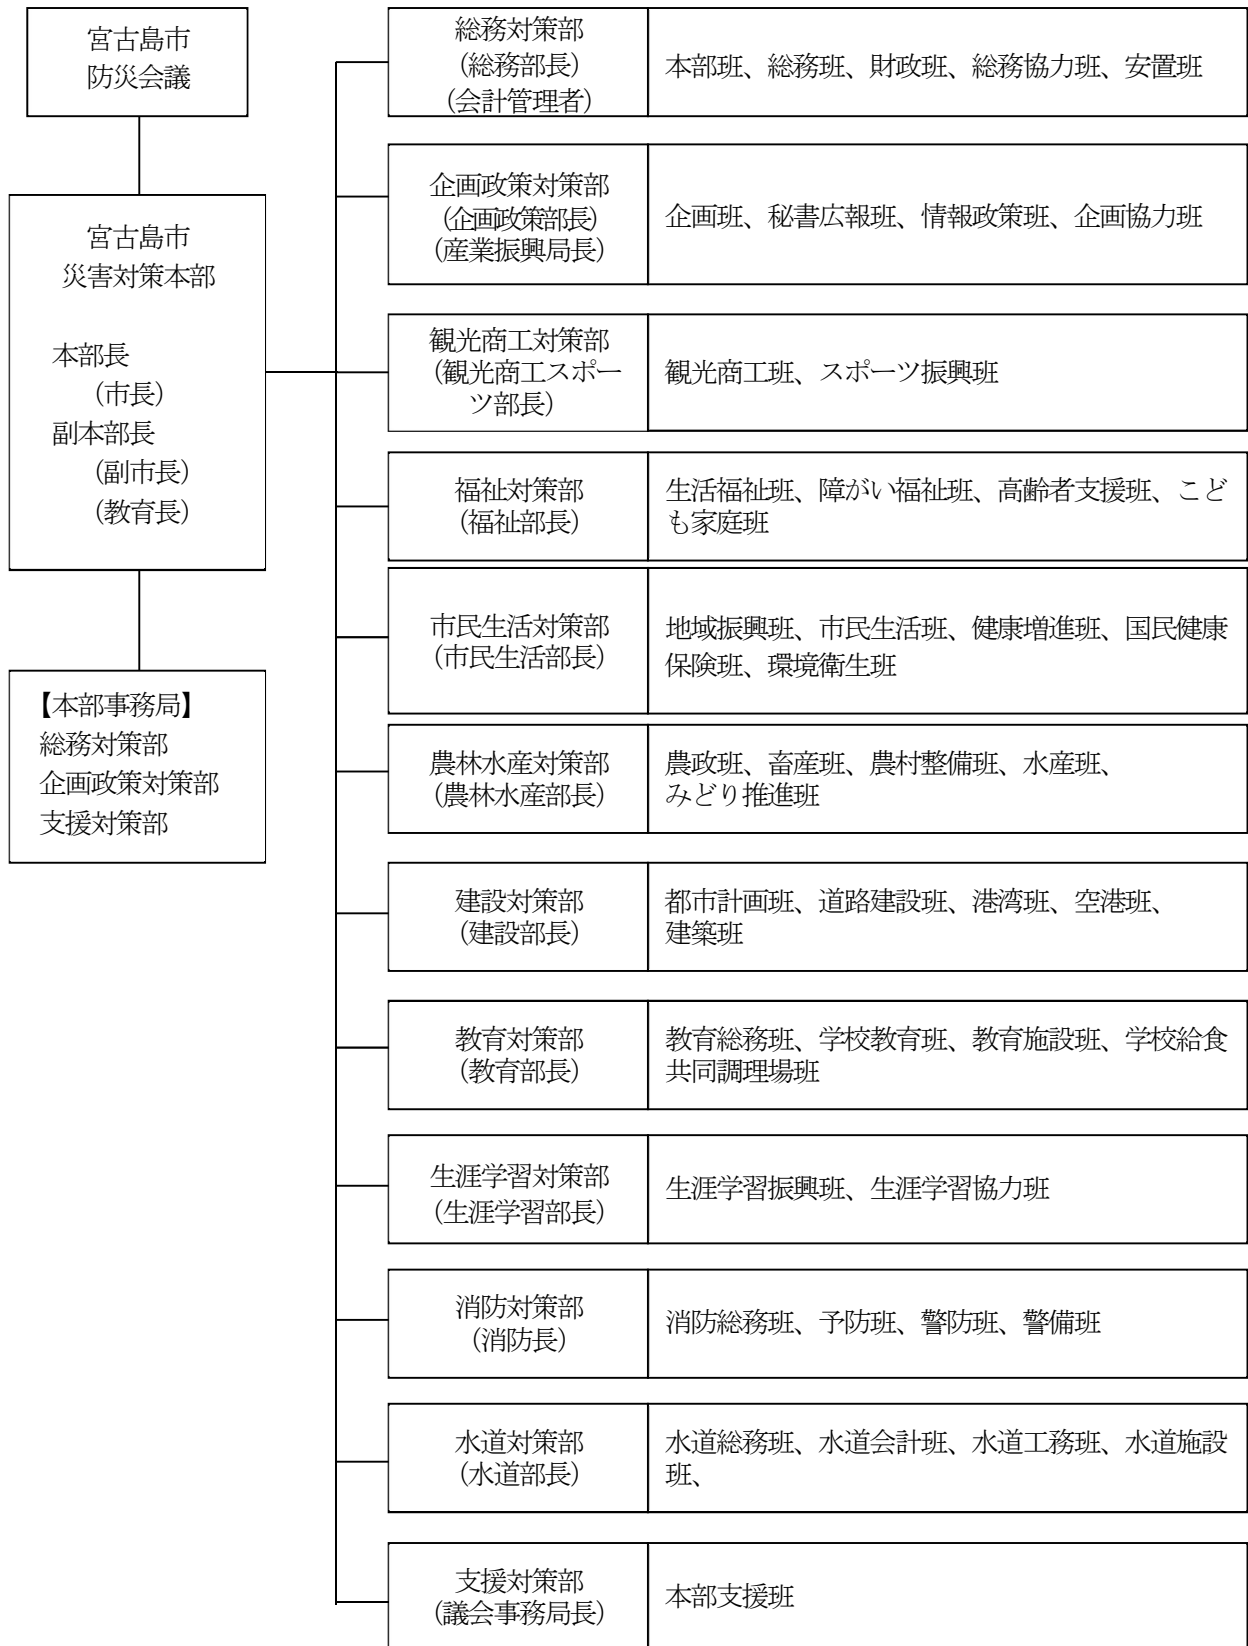 宮古島市
防災会議
宮古島市
災害対策本部
本部長
(市長)
副本部長
(副市長)
(教育長)
【本部事務局】
総務対策部
企画政策対策部
支援対策部
総務対策部
(総務部長)
(会計管理者)
本部班、総務班、財政班、総務協力班、安置班
企画政策対策部
(企画政策部長)
(産業振興局長)
企画班、秘書広報班、情報政策班、企画協力班
観光商工対策部
(観光商工スポー
ツ部長)
観光商工班、スポーツ振興班
福祉対策部
(福祉部長)
生活福祉班、障がい福祉班、高齢者支援班、こど
も家庭班
市民生活対策部
(市民生活部長)
地域振興班、市民生活班、健康増進班、国民健康
保険班、環境衛生班
農林水産対策部
(農林水産部長)
農政班、畜産班、農村整備班、水産班、
みどり推進班
建設対策部
(建設部長)
都市計画班、道路建設班、港湾班、空港班、
建築班
教育対策部
(教育部長)
教育総務班、学校教育班、教育施設班、学校給食
共同調理場班
生涯学習対策部
(生涯学習部長)
生涯学習振興班、生涯学習協力班
消防対策部
(消防長)
消防総務班、予防班、警防班、警備班
水道対策部
(水道部長)
水道総務班、水道会計班、水道工務班、水道施設
班、
支援対策部
(議会事務局長)
本部支援班